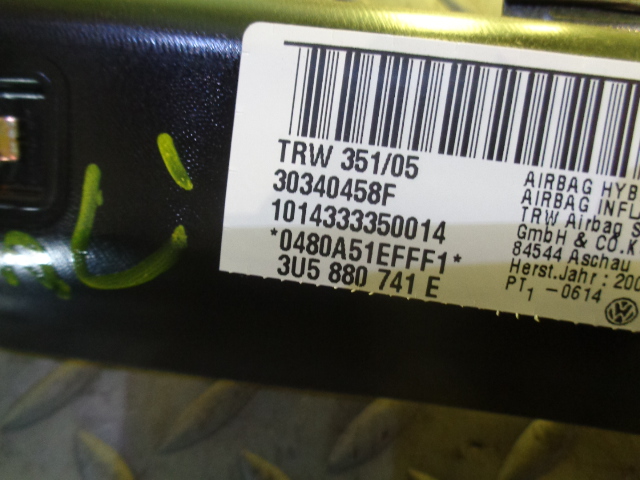 TRW 351/05
30340458F
1014333350014
*0480A51EFFF1*
3U5 880 741 E
AIRBAG HYB
AIRBAG INFL
TRW Airbag S
GmbH & CO.K
84544 Aschau
Herst.Jahr: 200
PT1 -0614